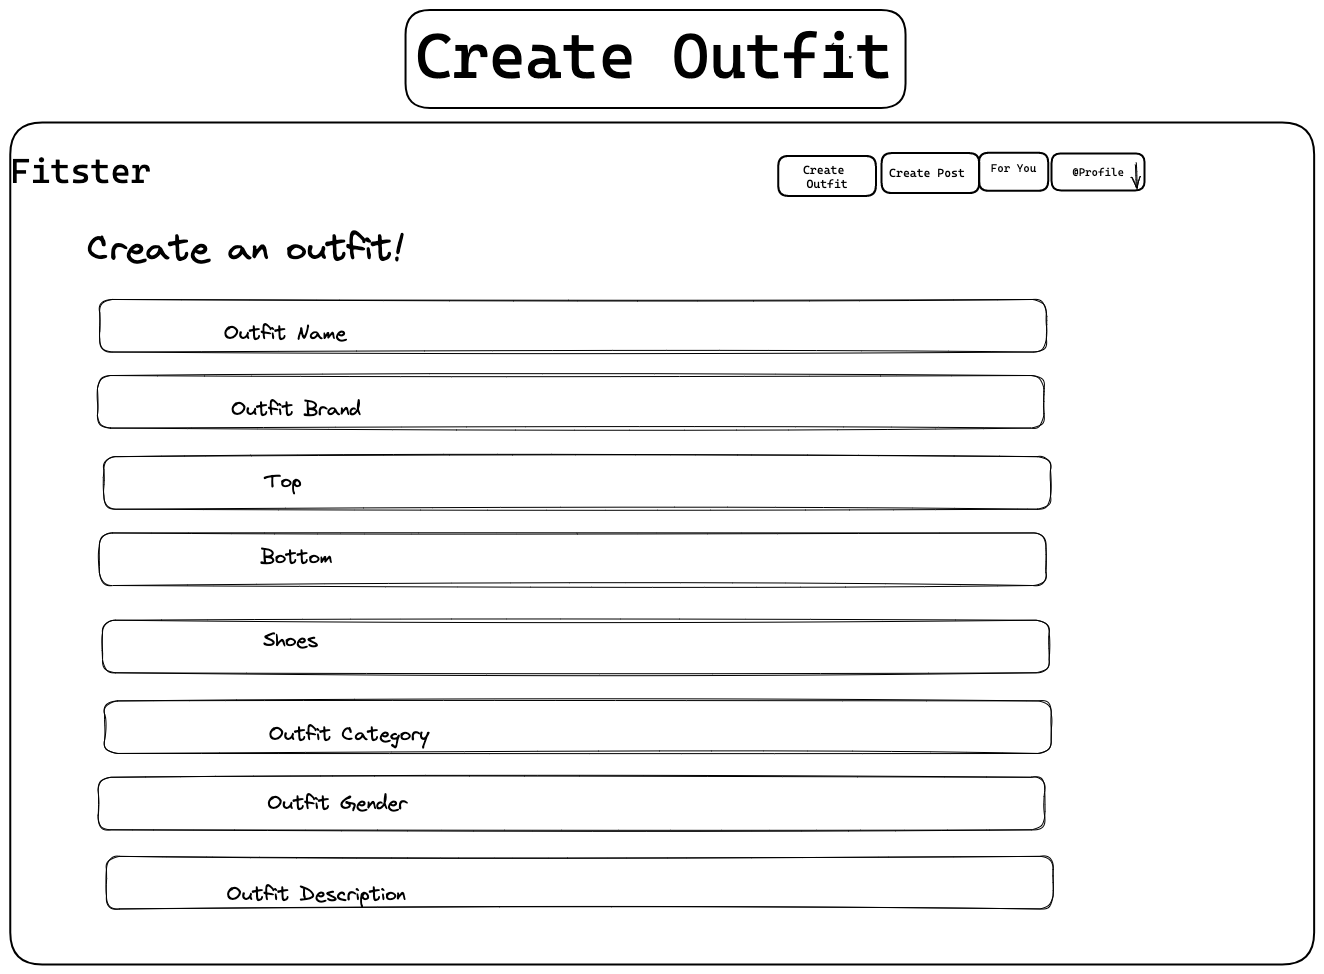 Create Outfit
Fitster
Create
Outfit
Create Post
For You
@Profile
Create an outfit!
Outfit Name
Outfit Brand
Top
Bottom
Shoes
Outfit Category
Outfit Gender
Outfit Description